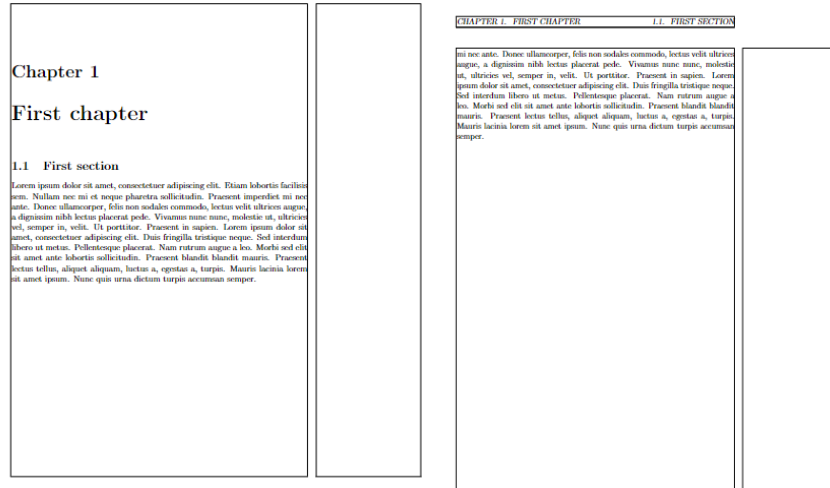 Chapter 1
First chapter
1.1 First section
Lorem ipsum dolor sit amet, consectetuer adipiscing elit. Etiam lobortis facilisis
sem. Nullam nec mi et neque pharetra sollicitudin. Praesent imperdiet mi nec
ante. Donec ullamcorper, felis non sodales commodo, lectus velit ultrices augue,
a dignissim nibh lectus placerat pede. Vivamus nunc nunc, molestie ut, ultricies
vel, semper in, velit. Ut porttitor. Praesent in sapien. Lorem ipsum dolor sit
amet, consectetuer adipiscing elit. Duis fringilla tristique neque. Sed interdum
libero ut metus. Pellentesque placerat. Nam rutrum augue a leo. Morbi sed elit
sit amet ante lobortis sollicitudin. Praesent blandit blandit mauris. Praesent
lectus tellus, aliquet aliquam, luctus a, egestas a, turpis. Mauris lacinia lorem
sit amet ipsum. Nunc quis urna dictum turpis accumsan semper.
CHAPTER 1. FIRST CHAPTER 1.1. FIRST SECTION
mi nec ante. Donec ullamcorper, felis non sodales commodo, lectus velit ultrices
augue, a dignissim nibh lectus placerat pede. Vivamus nunc nunc, molestie
ut, ultricies vel, semper in, velit. Ut porttitor. Praesent in sapien. Lorem
ipsum dolor sit amet, consectetuer adipiscing elit. Duis fringilla tristique neque.
Sed interdum libero ut metus. Pellentesque placerat. Nam rutrum augue a
leo. Morbi sed elit sit amet ante lobortis sollicitudin. Praesent blandit blandit
mauris. Praesent lectus tellus, aliquet aliquam, luctus a, egestas a, turpis.
Mauris lacinia lorem sit amet ipsum. Nunc quis urna dictum turpis accumsan
semper.